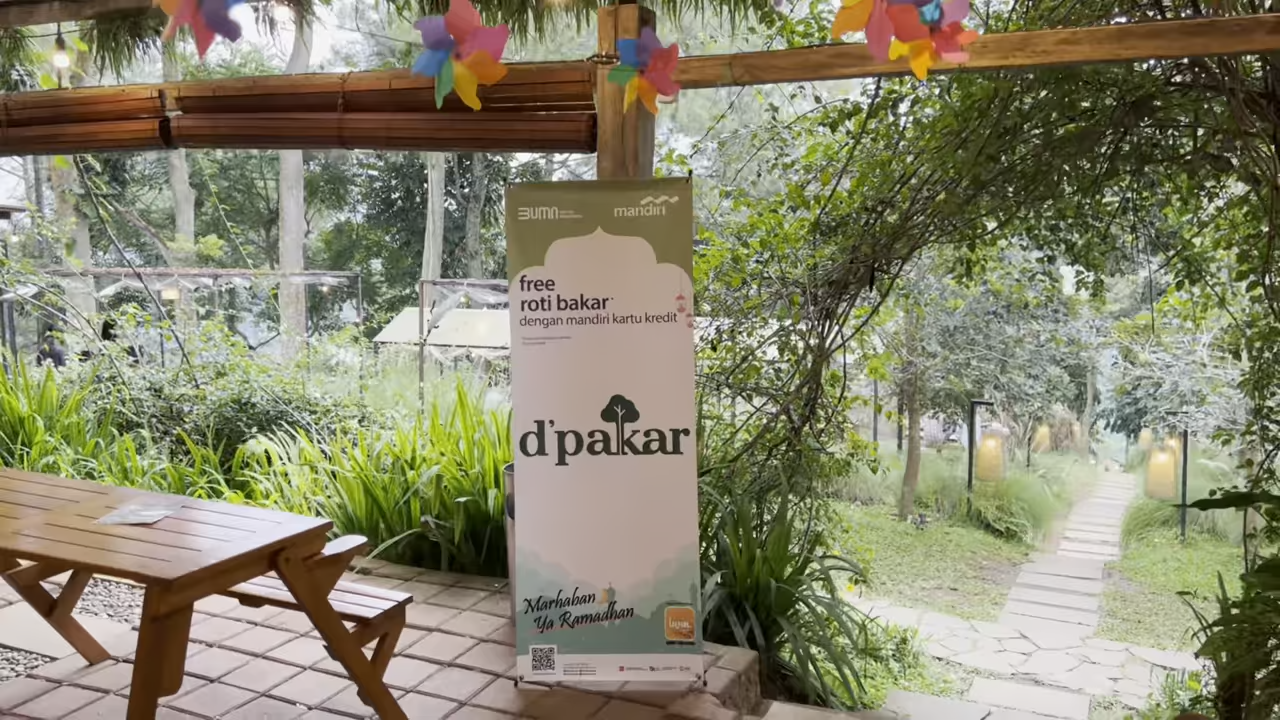 BUMN
mandiri
free
roti bakar*
dengan mandiri kartu kredit
d'pakar
Marhaban
Ya Ramadhan